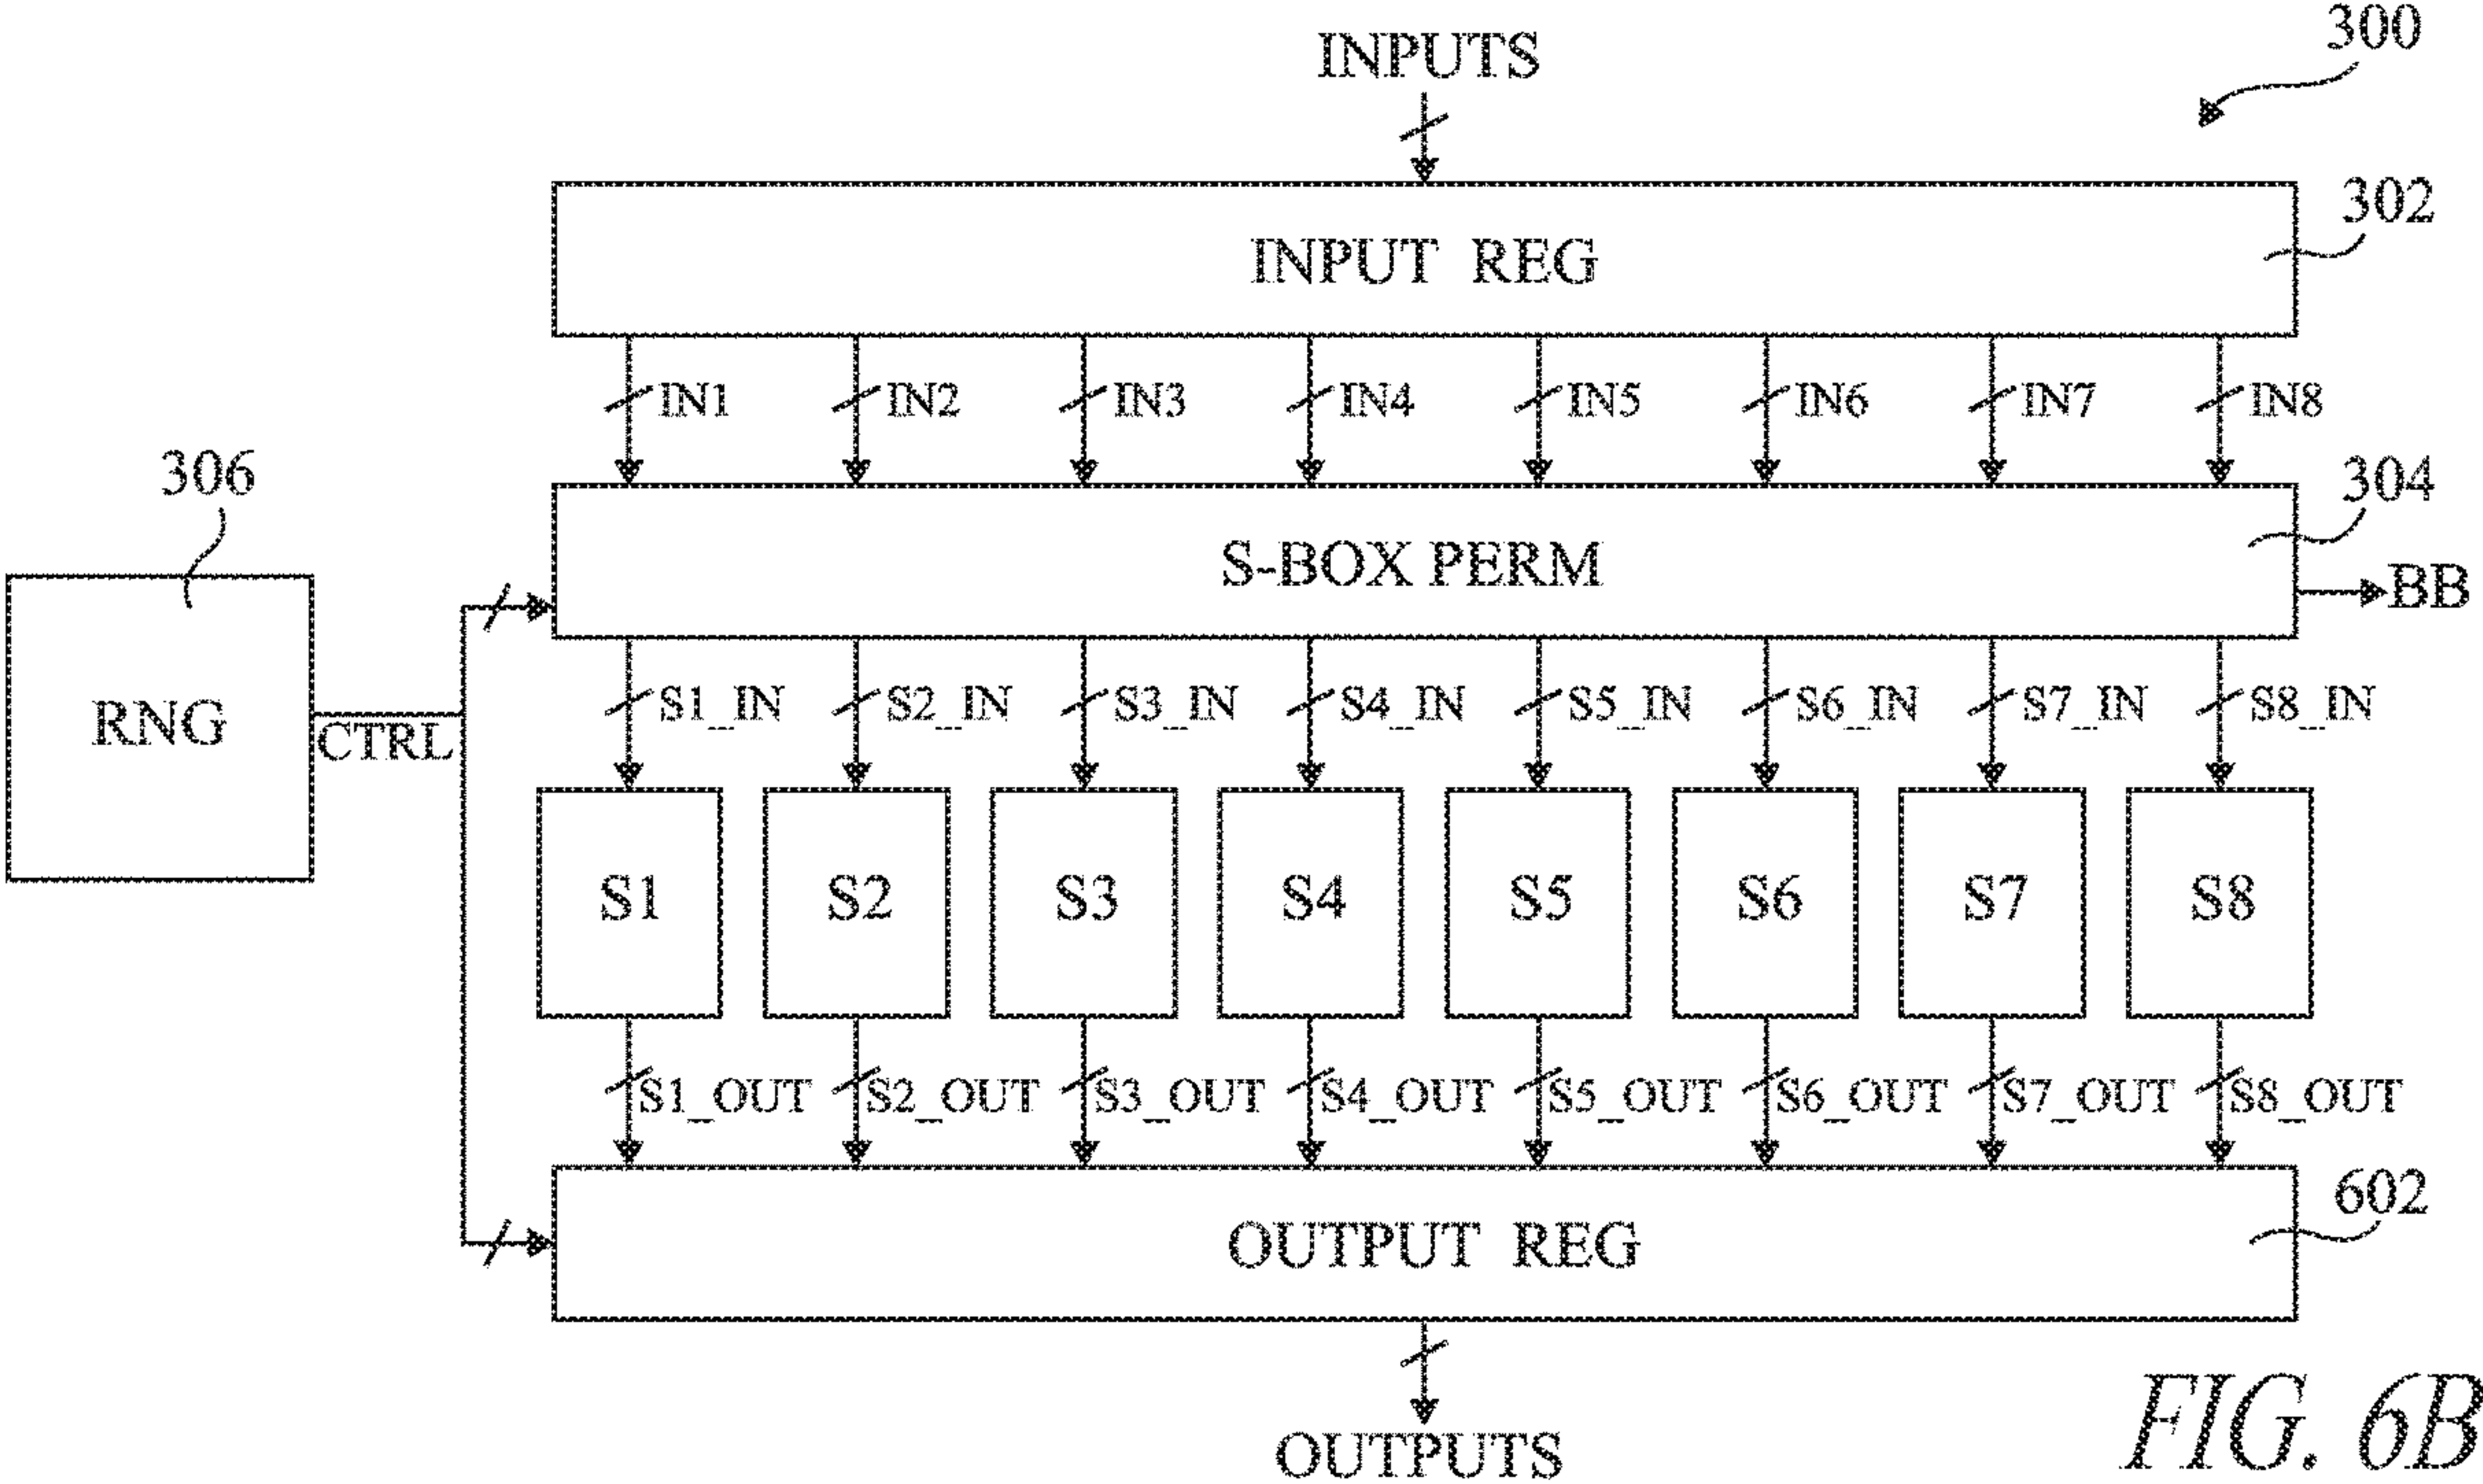 300
INPUTS
302
INPUT REG
IN1 IN2 IN3 IN4 IN5 IN6 IN7 IN8
306
304
S-BOX PERM
BB
RNG
CTRL
S1_IN S2_IN S3_IN S4_IN S5_IN S6_IN S7_IN S8_IN
S1 S2 S3 S4 S5 S6 S7 S8
S1_OUT S2_OUT S3_OUT S4_OUT S5_OUT S6_OUT S7_OUT S8_OUT
602
OUTPUT REG
OUTPUTS
FIG. 6B